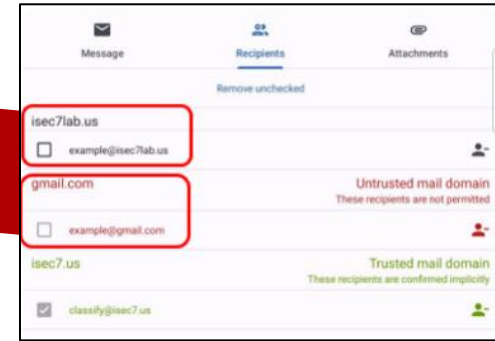 Message Recipients Attachments
Remove unchecked
isec7lab.us
example@isec7lab.us
gmail.com Untrusted mail domain
These recipients are not permitted
example@gmail.com
isec7.us Trusted mail domain
These recipients are confirmed implicitly
classify@isec7.us